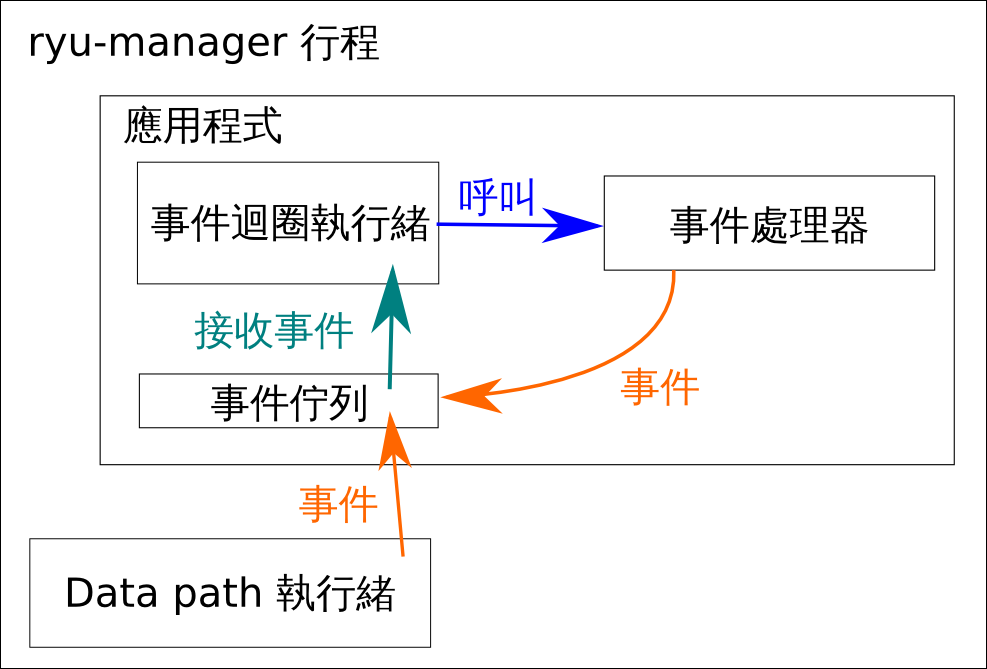 ryu-manager 行程
應用程式
事件迴圈執行緒
呼叫
事件處理器
接收事件
事件
事件佇列
事件
Data path 執行緒